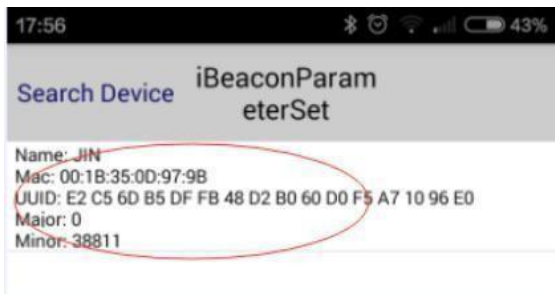 17:56 43%
Search Device
iBeaconParam
eterSet
Name: JIN
Mac: 00:1B:35:0D:97:9B
UUID: E2 C5 6D B5 DF FB 48 D2 B0 60 D0 F5 A7 10 96 E0
Major: 0
Minor: 38811